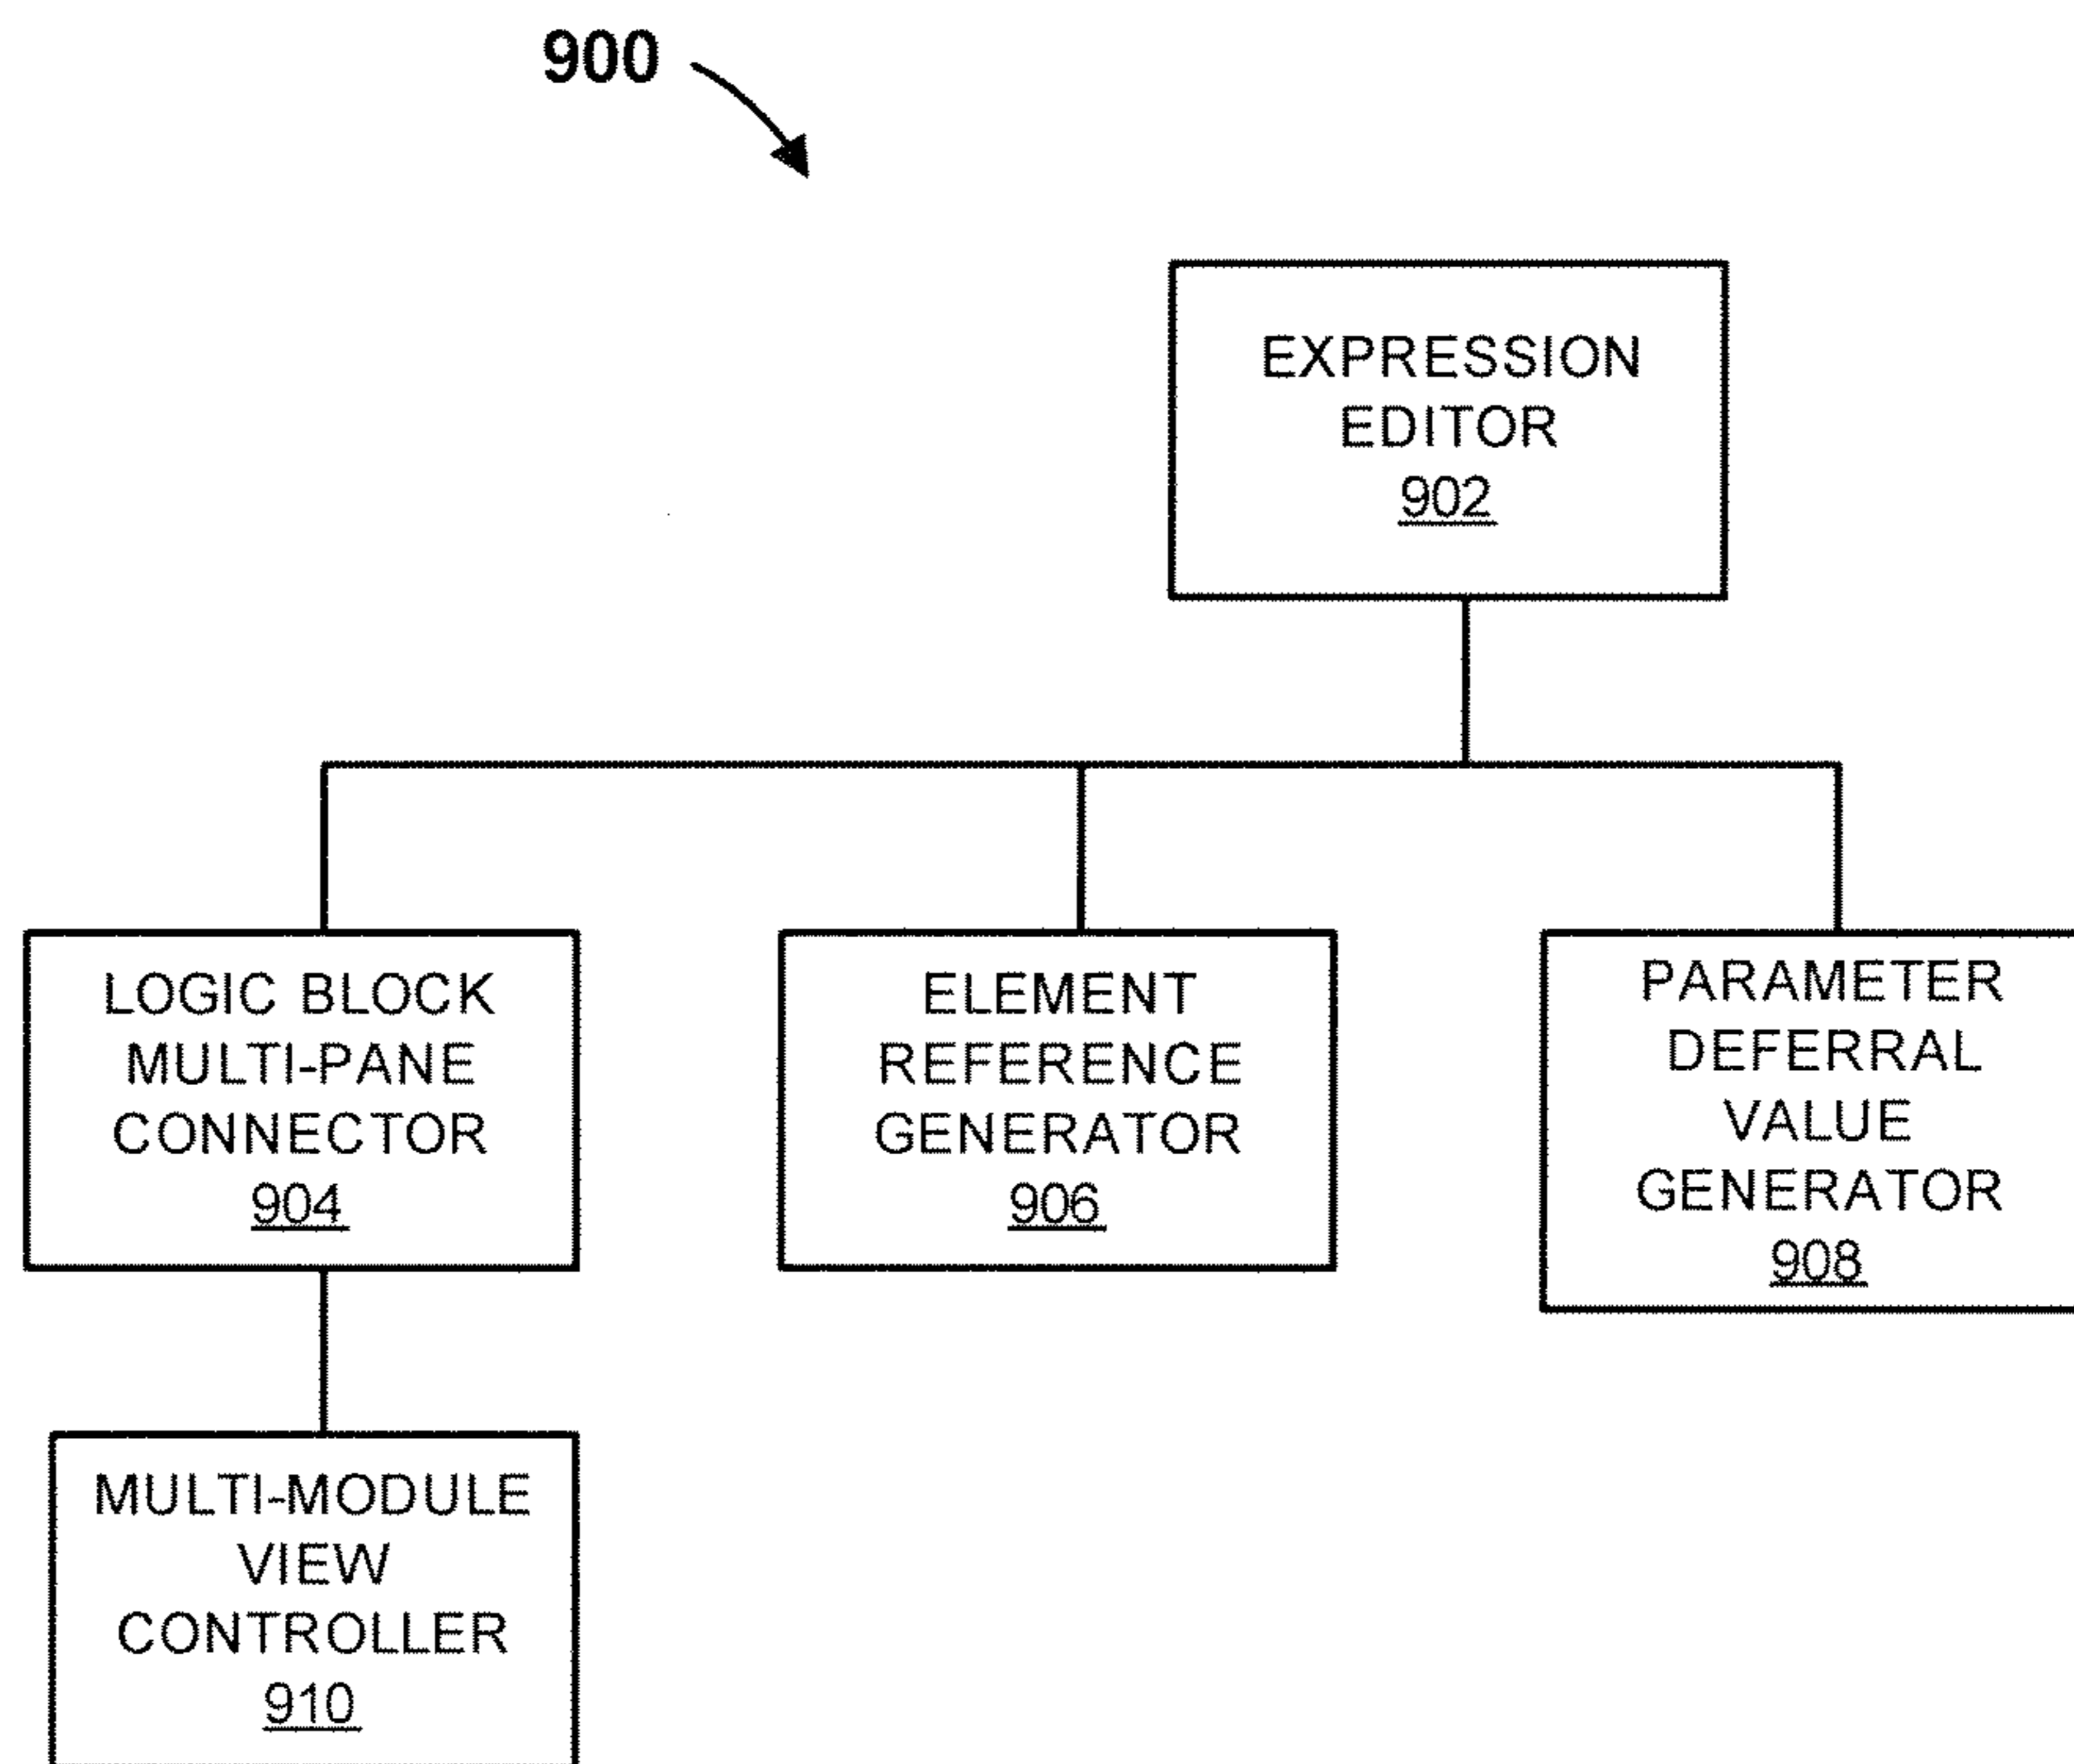 900
EXPRESSION
EDITOR
902
LOGIC BLOCK
MULTI-PANE
CONNECTOR
904
ELEMENT
REFERENCE
GENERATOR
906
PARAMETER
DEFERRAL
VALUE
GENERATOR
908
MULTI-MODULE
VIEW
CONTROLLER
910